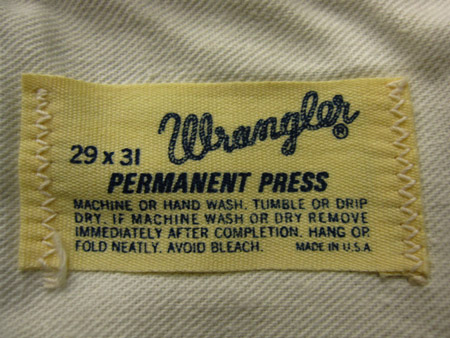 Wrangler®
29 x 31
PERMANENT PRESS
MACHINE OR HAND WASH. TUMBLE OR DRIP
DRY. IF MACHINE WASH OR DRY REMOVE
IMMEDIATELY AFTER COMPLETION. HANG OR
FOLD NEATLY. AVOID BLEACH. MADE IN U.S.A.